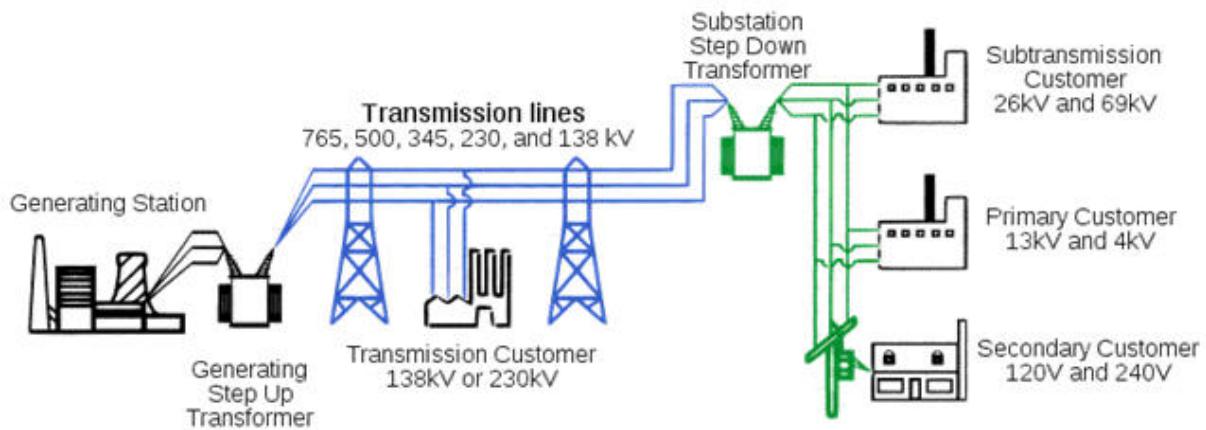 Substation
Step Down
Transformer
Subtransmission
Customer
26kV and 69kV
Transmission lines
765, 500, 345, 230, and 138 kV
Generating Station
Primary Customer
13kV and 4kV
Transmission Customer
138kV or 230kV
Generating
Step Up
Transformer
Secondary Customer
120V and 240V